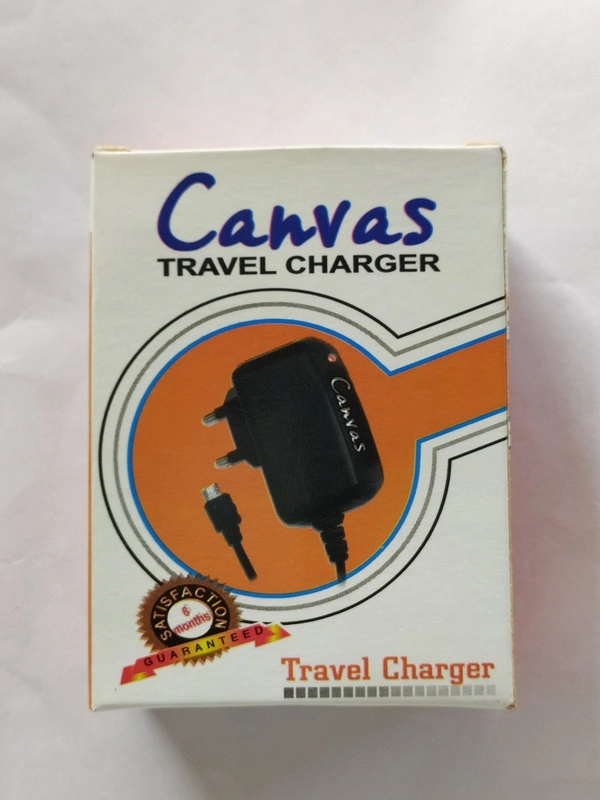 Canvas
TRAVEL CHARGER
Canvas
SATISFACTION
6
months
GUARANTEED
Travel Charger